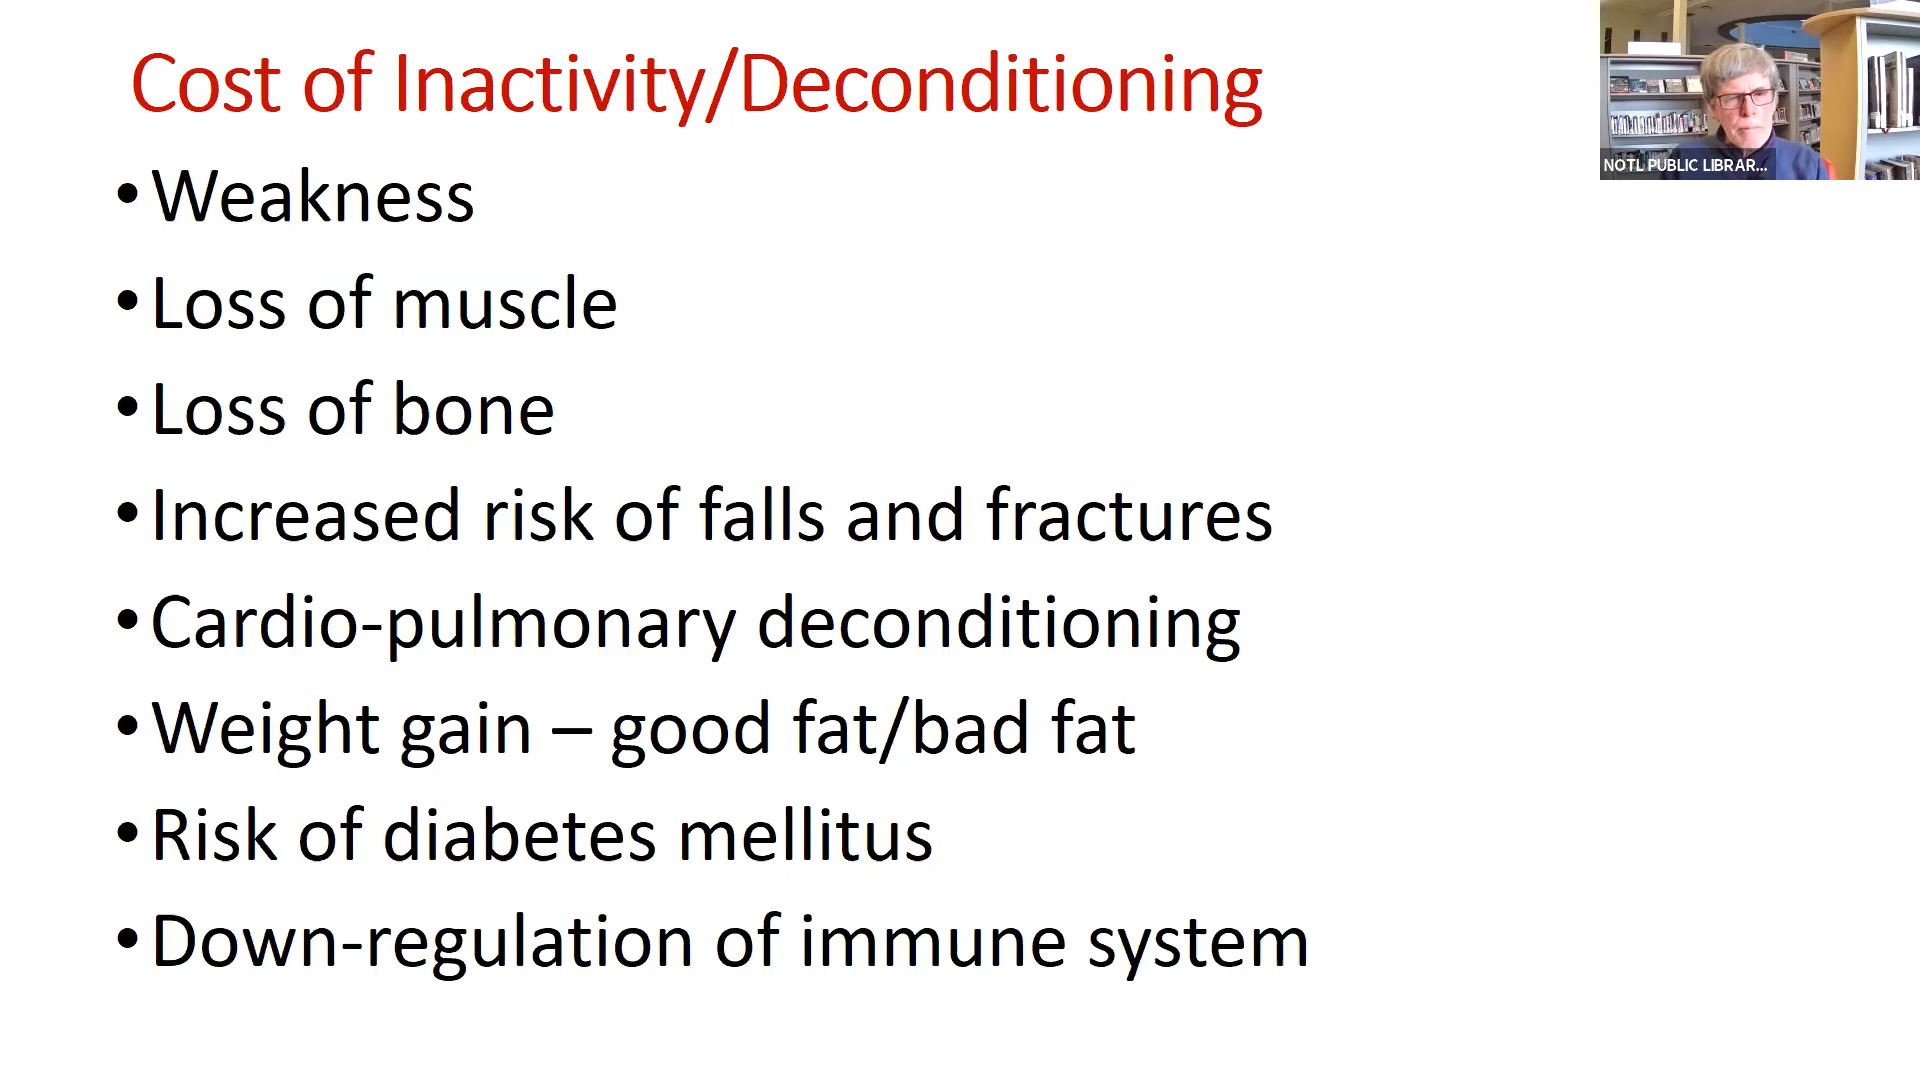 Cost of Inactivity/Deconditioning
•Weakness
•Loss of muscle
•Loss of bone
•Increased risk of falls and fractures
•Cardio-pulmonary deconditioning
•Weight gain – good fat/bad fat
•Risk of diabetes mellitus
•Down-regulation of immune system
NOTL PUBLIC LIBRAR...